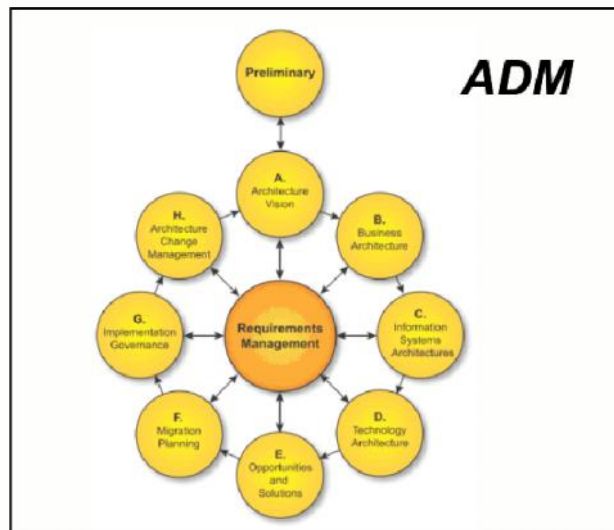 ADM
Preliminary
A.
Architecture
Vision
B.
Business
Architecture
C.
Information
Systems
Architectures
D.
Technology
Architecture
E.
Opportunities
and
Solutions
F.
Migration
Planning
G.
Implementation
Governance
H.
Architecture
Change
Management
Requirements
Management